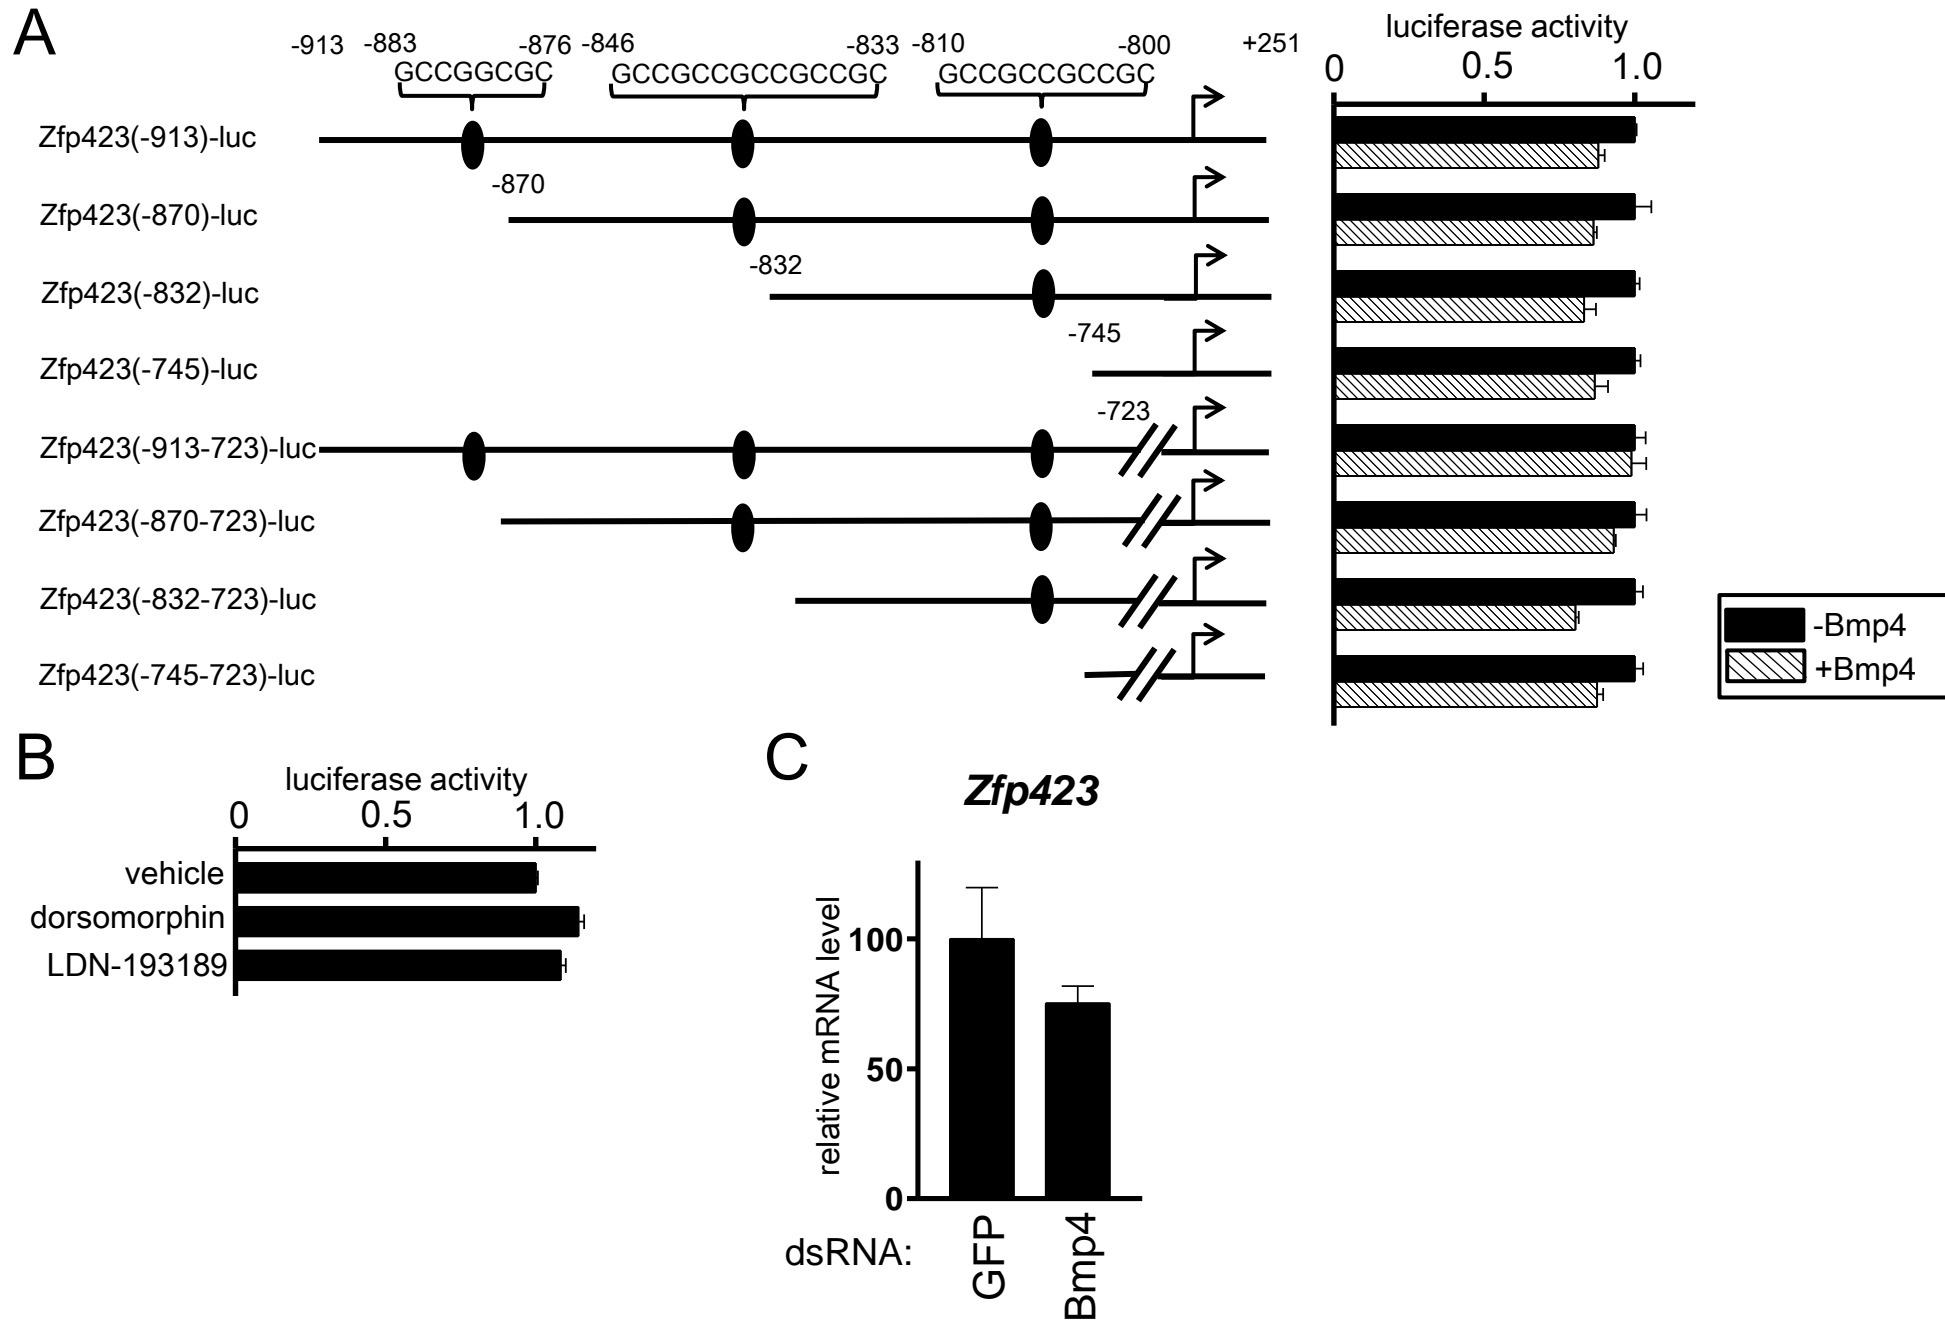 A
luciferase activity
-913 -883 -876 -846 -833 -810 -800 +251
0 0.5 1.0
GCCGGCGC GCCGCCGCCGCCGC GCCGCCGCCGC
Zfp423(-913)-luc
-870
Zfp423(-870)-luc
-832
Zfp423(-832)-luc
-745
Zfp423(-745)-luc
-723
Zfp423(-913-723)-luc
Zfp423(-870-723)-luc
Zfp423(-832-723)-luc
-Bmp4
+Bmp4
Zfp423(-745-723)-luc
B
luciferase activity
0 0.5 1.0
vehicle
dorsomorphin
LDN-193189
C
Zfp423
relative mRNA level
100
50
0
dsRNA:
GFP
Bmp4